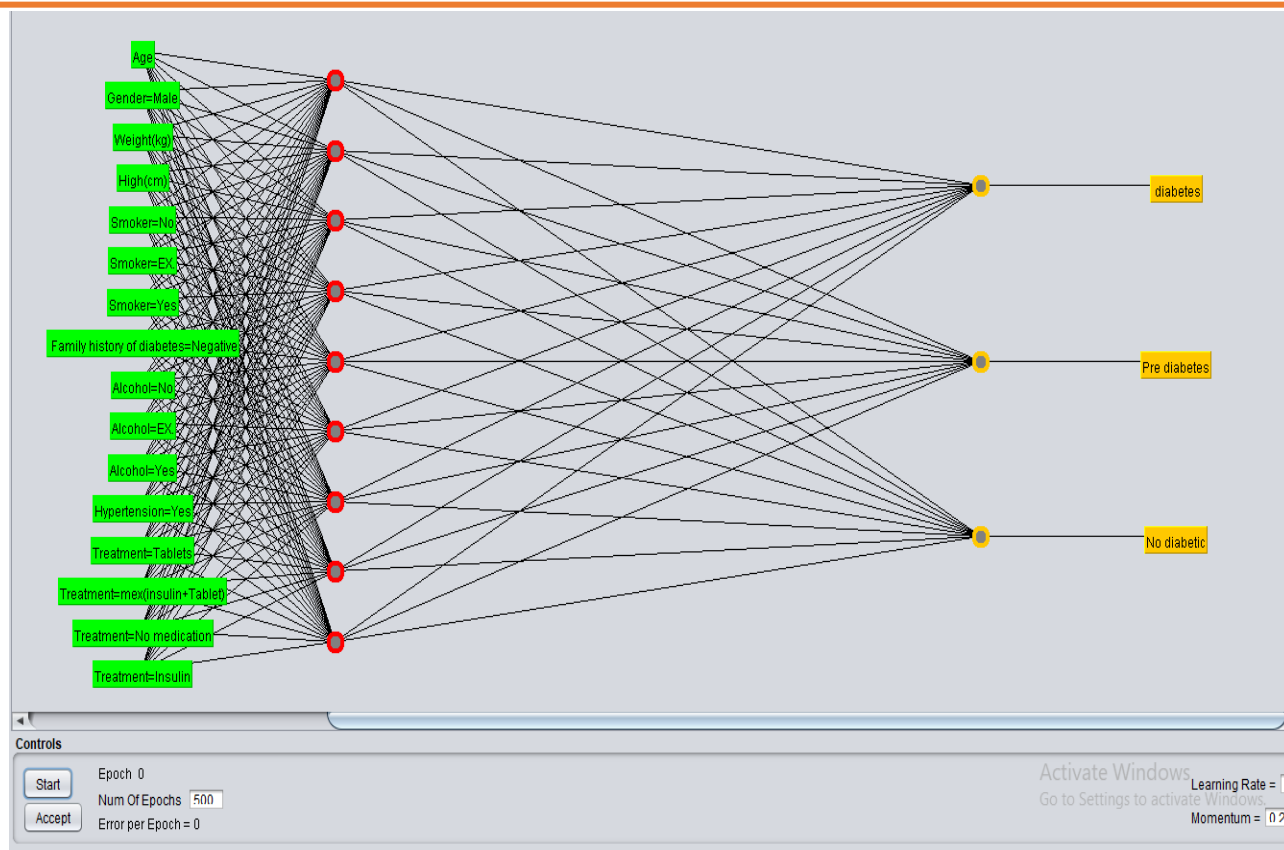 Age
Gender=Male
Weight(kg)
High(cm)
Smoker=No
Smoker=EX.
Smoker=Yes
Family history of diabetes=Negative
Alcohol=No
Alcohol=EX.
Alcohol=Yes
Hypertension=Yes
Treatment=Tablets
Treatment=mex(insulin+Tablet)
Treatment=No medication
Treatment=Insulin
diabetes
Pre diabetes
No diabetic
Controls
Start
Accept
Epoch 0
Num Of Epochs 500
Error per Epoch = 0
Activate Windows
Go to Settings to activate Windows.
Learning Rate =
Momentum = 0.2